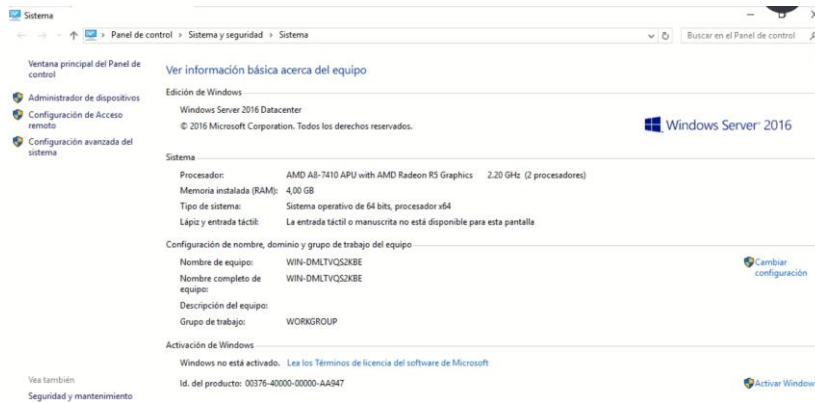 Sistema
Panel de control > Sistema y seguridad > Sistema
Buscar en el Panel de control
Ventana principal del Panel de
control
Administrador de dispositivos
Configuración de Acceso
remoto
Configuración avanzada del
sistema
Ver información básica acerca del equipo
Edición de Windows
Windows Server 2016 Datacenter
© 2016 Microsoft Corporation. Todos los derechos reservados.
Windows Server® 2016
Sistema
Procesador: AMD A8-7410 APU with AMD Radeon R5 Graphics 2.20 GHz (2 procesadores)
Memoria instalada (RAM): 4,00 GB
Tipo de sistema: Sistema operativo de 64 bits, procesador x64
Lápiz y entrada táctil: La entrada táctil o manuscrita no está disponible para esta pantalla
Configuración de nombre, dominio y grupo de trabajo del equipo
Nombre de equipo: WIN-DMLTVQS2KBE
Cambiar
configuración
Nombre completo de
equipo: WIN-DMLTVQS2KBE
Descripción del equipo:
Grupo de trabajo: WORKGROUP
Activación de Windows
Windows no está activado. Lea los Términos de licencia del software de Microsoft
Id. del producto: 00376-40000-00000-AA947
Activar Window
Vea también
Seguridad y mantenimiento